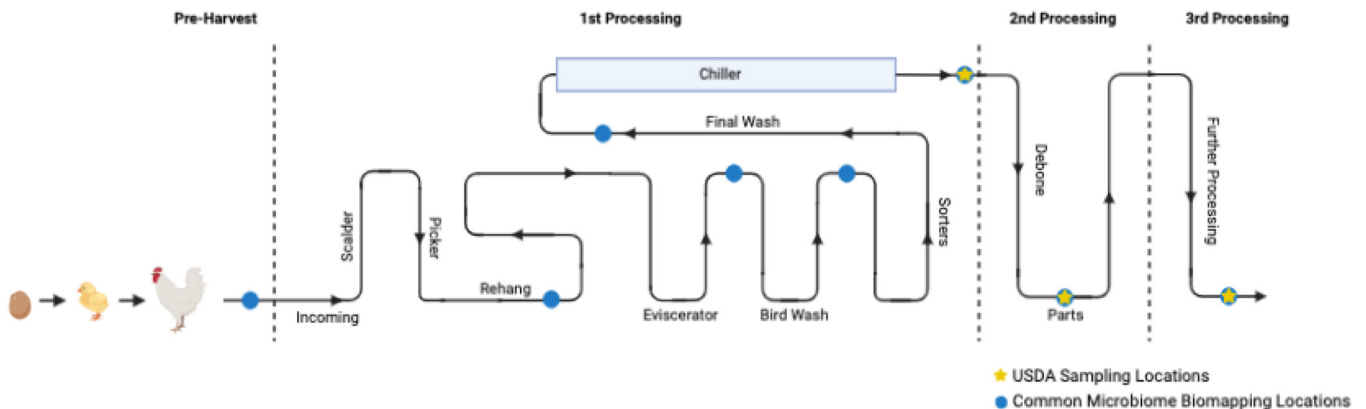 Pre-Harvest
1st Processing
2nd Processing
3rd Processing
Chiller
Final Wash
Scalder
Picker
Rehang
Incoming
Eviscerator
Bird Wash
Sorters
Debone
Parts
Further Processing
USDA Sampling Locations
Common Microbiome Biomapping Locations